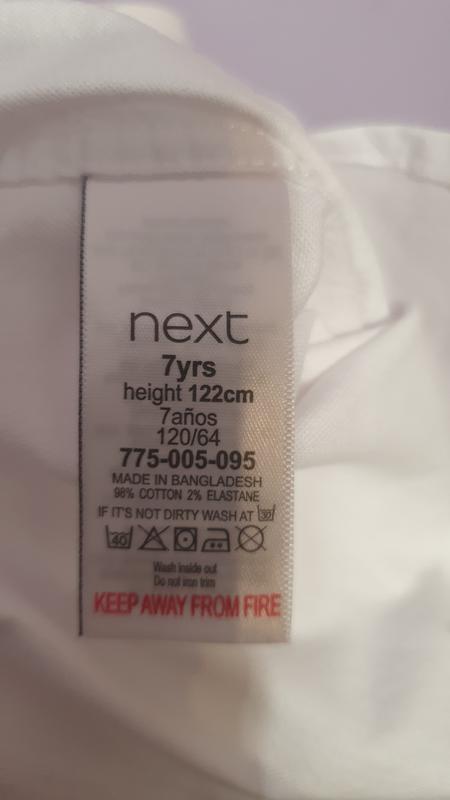 next
7yrs
height 122cm
7años
120/64
775-005-095
MADE IN BANGLADESH
98% COTTON 2% ELASTANE
IF IT'S NOT DIRTY WASH AT 30
40
Wash inside out
Do not iron trim
KEEP AWAY FROM FIRE